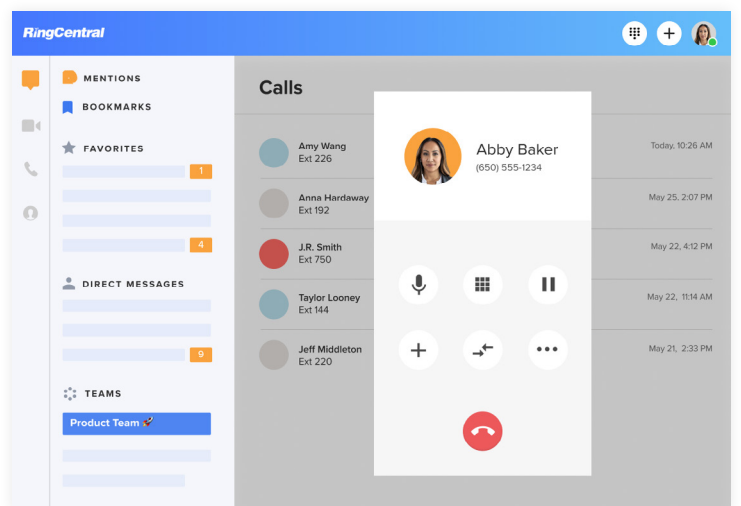 RingCentral
MENTIONS
BOOKMARKS
FAVORITES
1
4
DIRECT MESSAGES
9
TEAMS
Product Team 🚀
Calls
Amy Wang
Ext 226
Today, 10:26 AM
Anna Hardaway
Ext 192
May 25. 2:07 PM
J.R. Smith
Ext 750
May 22, 4:12 PM
Taylor Looney
Ext 144
May 22, 11:14 AM
Jeff Middleton
Ext 220
May 21, 2:33 PM
Abby Baker
(650) 555-1234